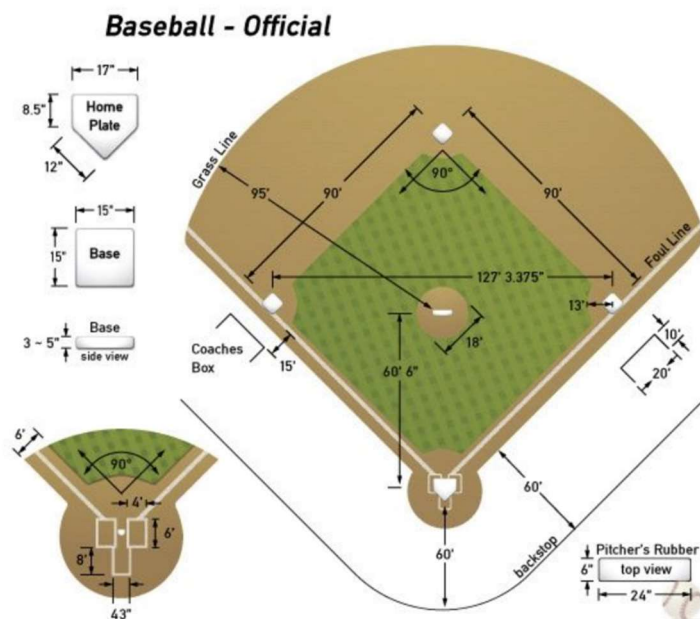 Baseball - Official
17"
8.5"
Home
Plate
12"
15"
15"
Base
Base
3 ~ 5"
side view
Grass Line
95'
90'
90°
90'
Foul Line
127' 3.375"
13'
18'
60' 6"
Coaches
Box
15'
10'
20'
60'
60'
backstop
6'
90°
4'
6'
8'
43"
Pitcher's Rubber
6"
top view
24"